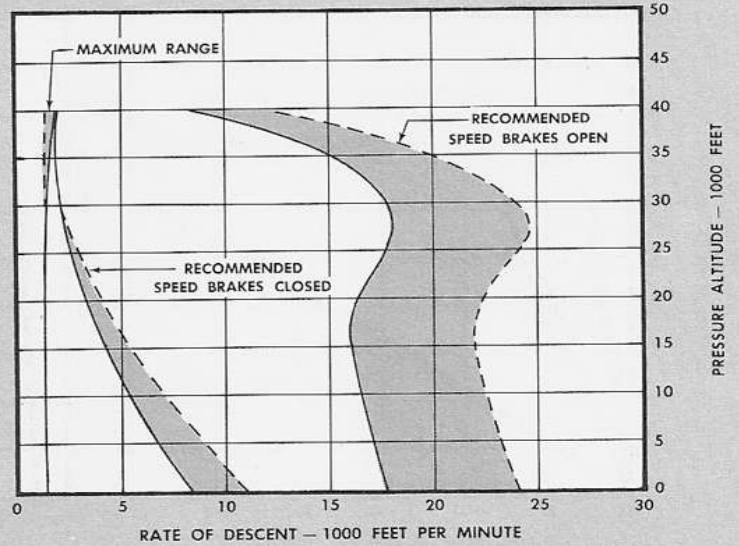 MAXIMUM RANGE
RECOMMENDED
SPEED BRAKES OPEN
RECOMMENDED
SPEED BRAKES CLOSED
50
45
40
35
30
25
20
15
10
5
0
PRESSURE ALTITUDE — 1000 FEET
0 5 10 15 20 25 30
RATE OF DESCENT — 1000 FEET PER MINUTE